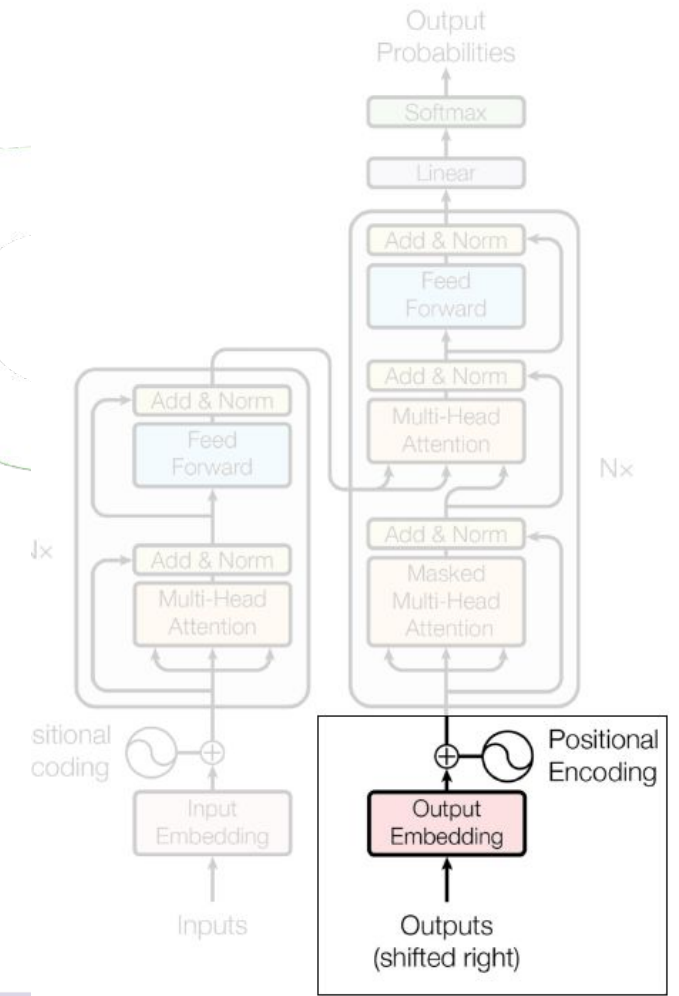 Output
Probabilities
Softmax
Linear
Add & Norm
Feed
Forward
Add & Norm
Multi-Head
Attention
Nx
Add & Norm
Masked
Multi-Head
Attention
Add & Norm
Feed
Forward
Add & Norm
Multi-Head
Attention
sitional
coding
Input
Embedding
Inputs
Positional
Encoding
Output
Embedding
Outputs
(shifted right)